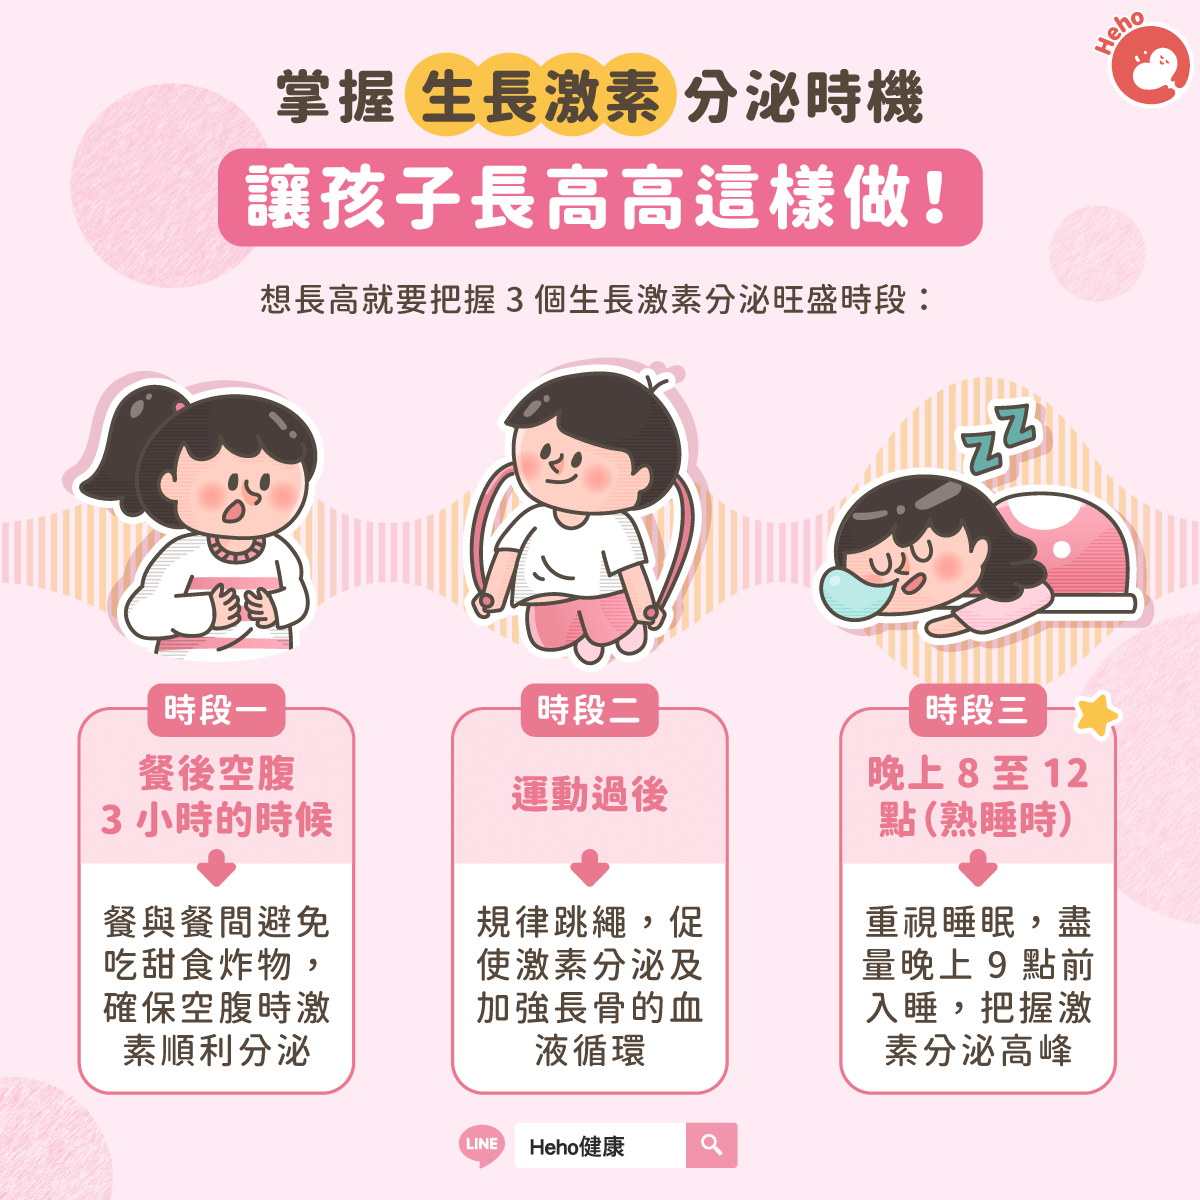 Heho
掌握生長激素分泌時機
讓孩子長高高這樣做！
想長高就要把握 3 個生長激素分泌旺盛時段：
ZZ
時段一
餐後空腹
3 小時的時候
餐與餐間避免
吃甜食炸物，
確保空腹時激
素順利分泌
時段二
運動過後
規律跳繩，促
使激素分泌及
加強長骨的血
液循環
時段三
晚上 8 至 12
點（熟睡時）
重視睡眠，盡
量晚上 9 點前
入睡，把握激
素分泌高峰
LINE
Heho健康